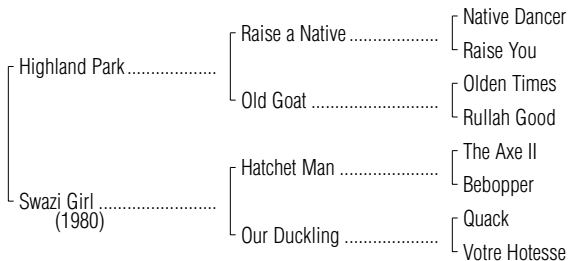 Highland Park....................
Swazi Girl ..........................
(1980)
Raise a Native ....................
Old Goat ............................
Hatchet Man ......................
Our Duckling .....................
Native Dancer
Raise You
Olden Times
Rullah Good
The Axe II
Bebopper
Quack
Votre Hotesse